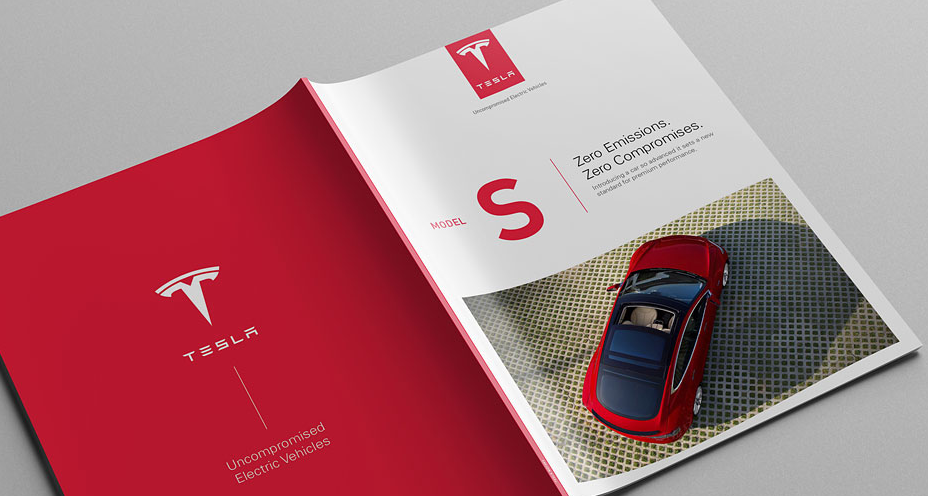 TESLA
Uncompromised Electric Vehicles
Zero Emissions.
Zero Compromises.
Introducing a car so advanced it sets a new
standard for premium performance.
MODEL
S
TESLA
Uncompromised
Electric Vehicles